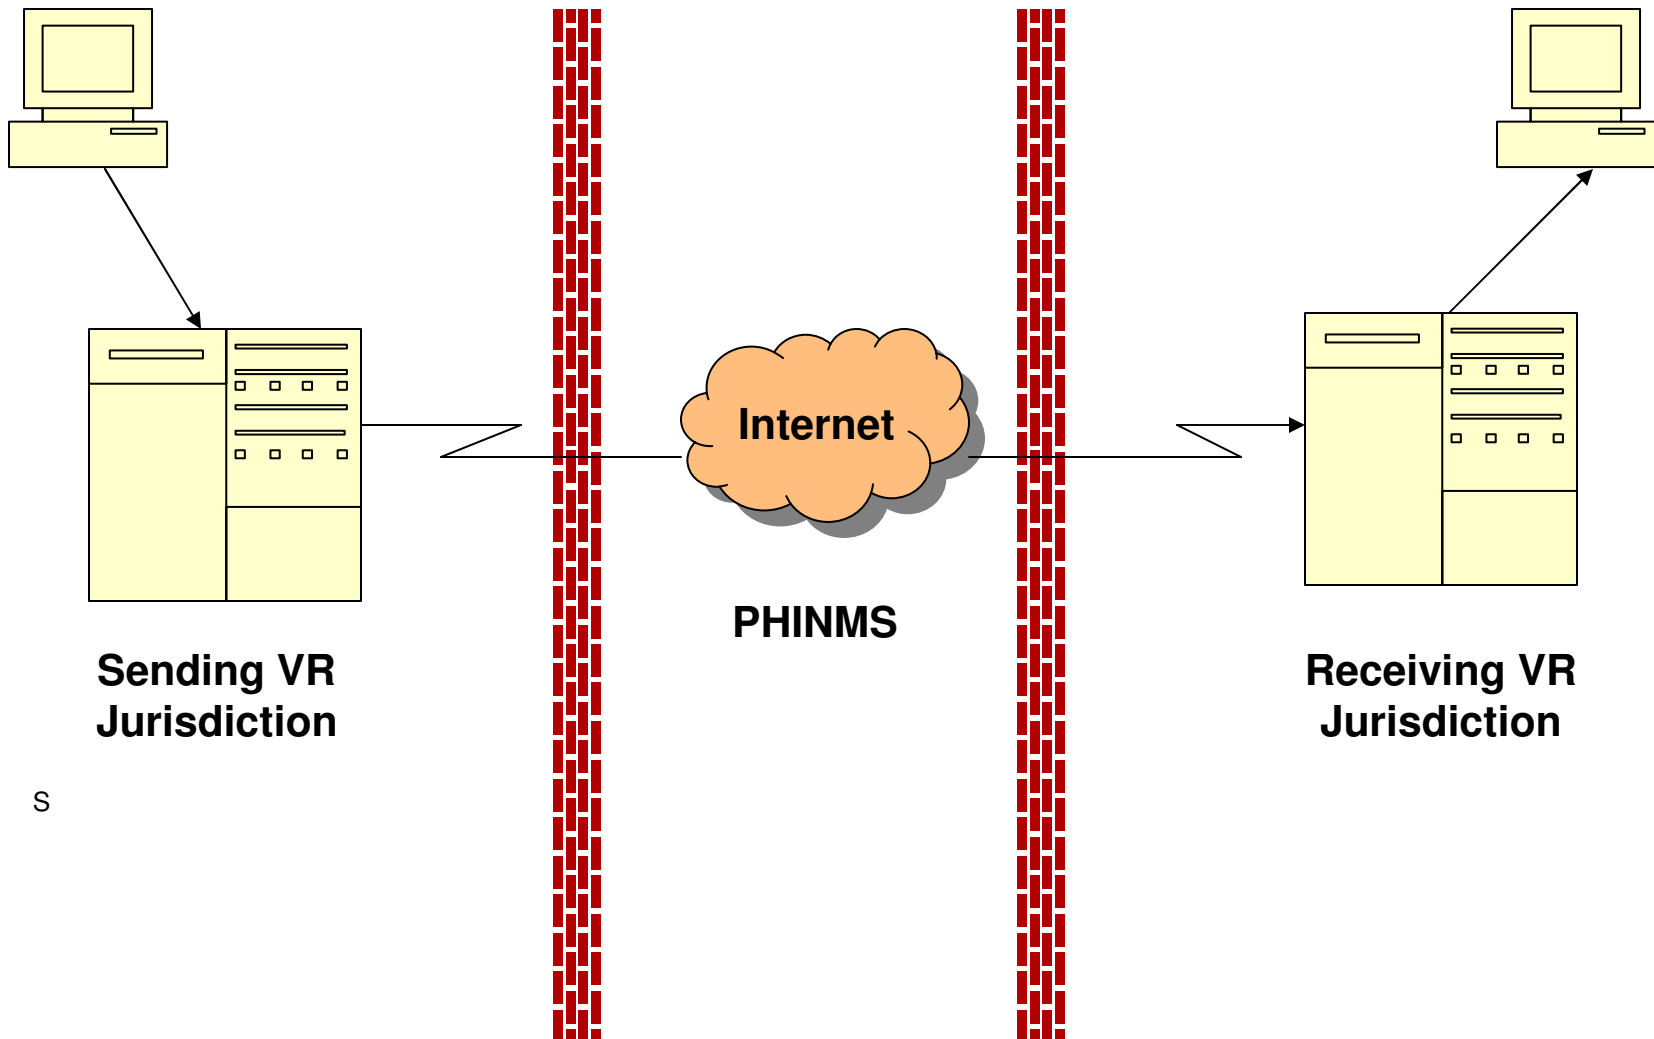 Internet
PHINMS
Sending VR
Jurisdiction
Receiving VR
Jurisdiction
S